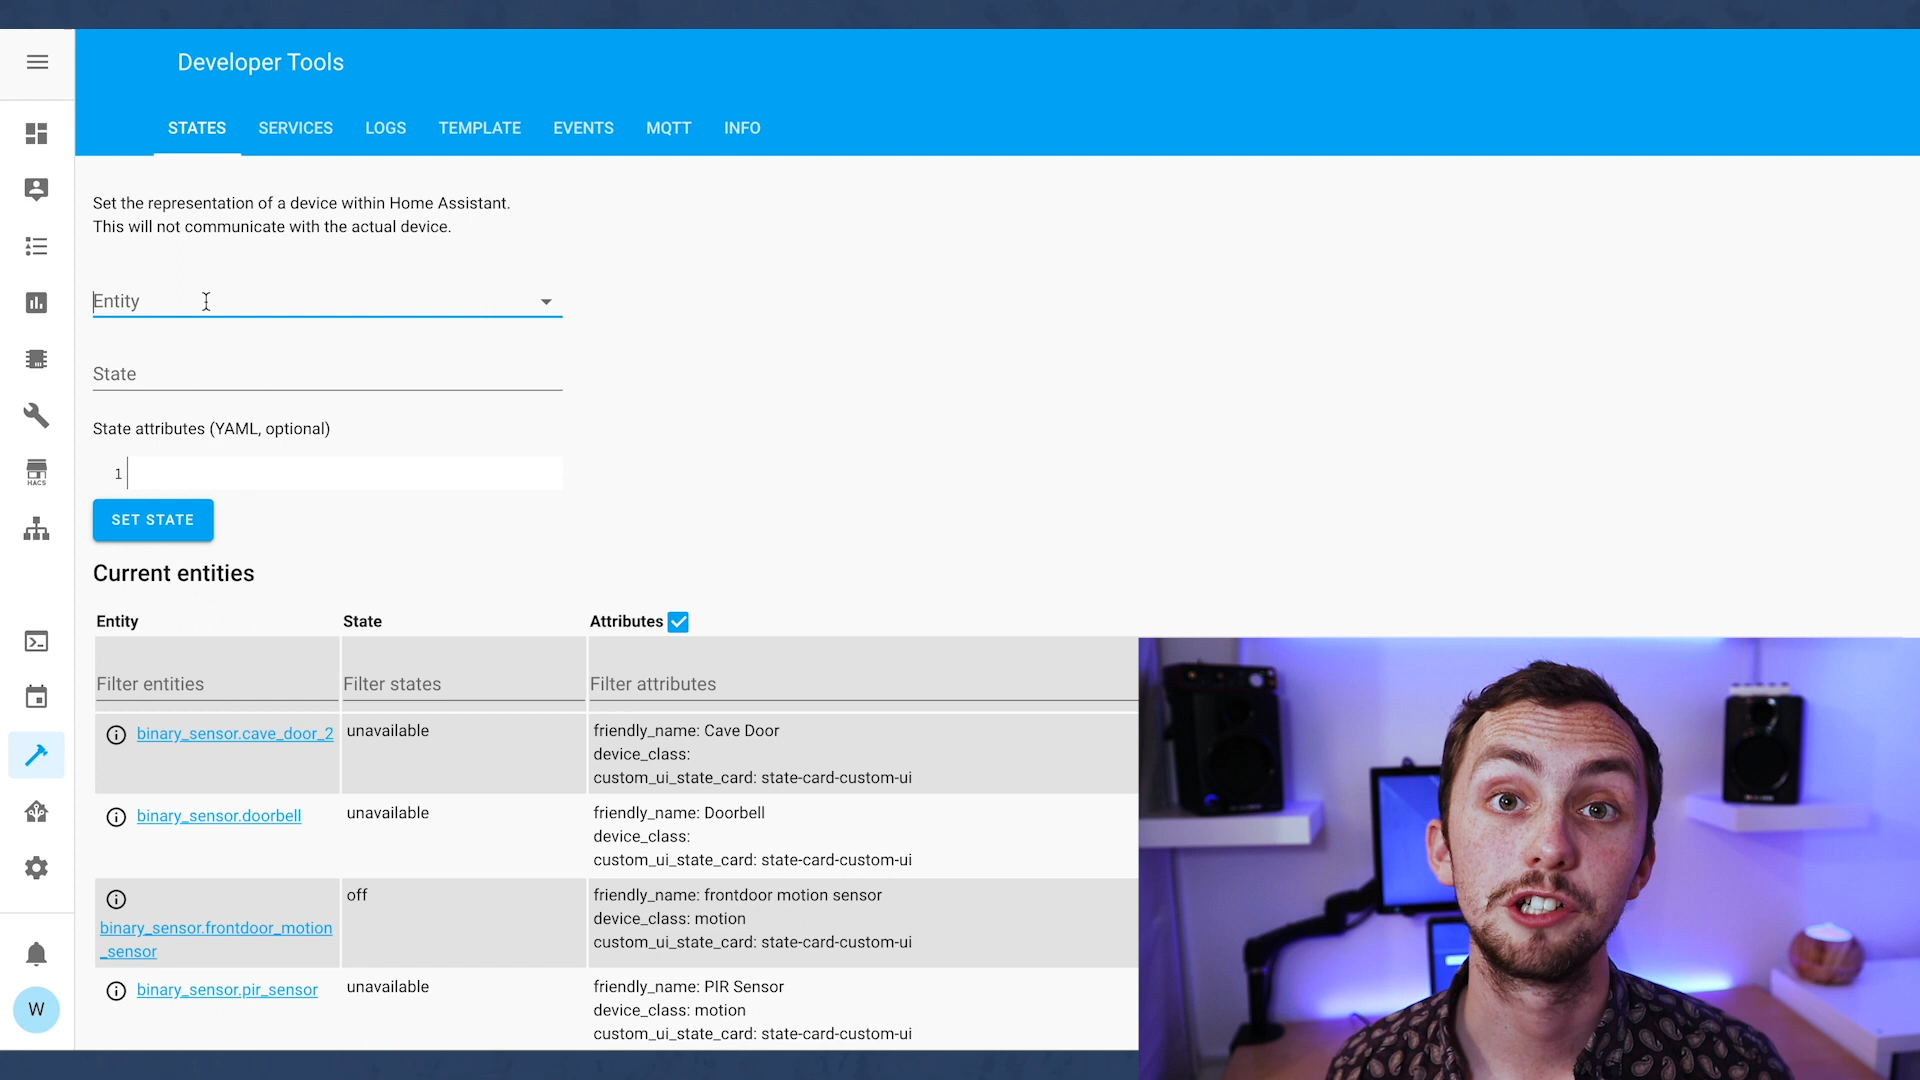 Developer Tools
STATES SERVICES LOGS TEMPLATE EVENTS MQTT INFO
Set the representation of a device within Home Assistant.
This will not communicate with the actual device.
Entity
State
State attributes (YAML, optional)
1
SET STATE
HACS
Current entities
Entity State Attributes
Filter entities Filter states Filter attributes
binary_sensor.cave_door_2 unavailable friendly_name: Cave Door
device_class:
custom_ui_state_card: state-card-custom-ui
binary_sensor.doorbell unavailable friendly_name: Doorbell
device_class:
custom_ui_state_card: state-card-custom-ui
off friendly_name: frontdoor motion sensor
binary_sensor.frontdoor_motion device_class: motion
_sensor custom_ui_state_card: state-card-custom-ui
binary_sensor.pir_sensor unavailable friendly_name: PIR Sensor
W device_class: motion
custom_ui_state_card: state-card-custom-ui